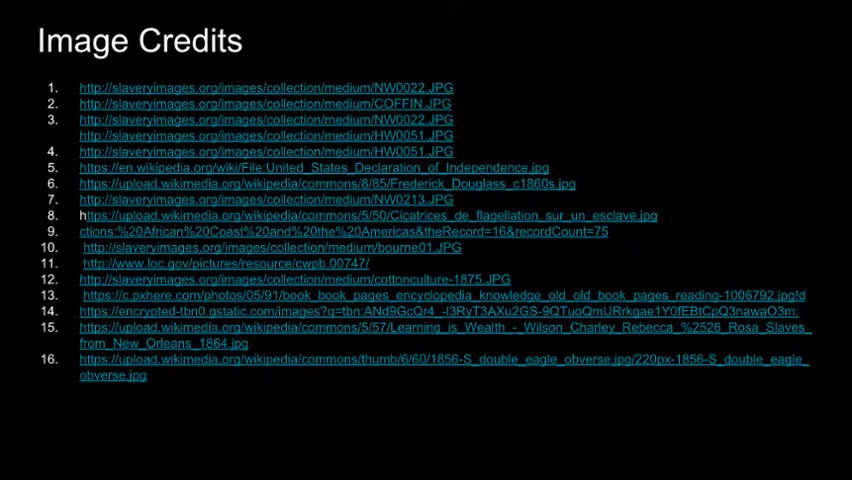 Image Credits
1. http://slaveryimages.org/images/collection/medium/NW0022.JPG
2. http://slaveryimages.org/images/collection/medium/COFFIN.JPG
3. http://slaveryimages.org/images/collection/medium/NW0022.JPG
http://slaveryimages.org/images/collection/medium/HW0051.JPG
4. http://slaveryimages.org/images/collection/medium/HW0051.JPG
5. https://en.wikipedia.org/wiki/File:United_States_Declaration_of_Independence.jpg
6. https://upload.wikimedia.org/wikipedia/commons/8/85/Frederick_Douglass_c1860s.jpg
7. http://slaveryimages.org/images/collection/medium/NW0213.JPG
8. https://upload.wikimedia.org/wikipedia/commons/5/50/Cicatrices_de_flagellation_sur_un_esclave.jpg
9. ctions:%20African%20Coast%20and%20the%20Americas&theRecord=16&recordCount=75
10. http://slaveryimages.org/images/collection/medium/bourne01.JPG
11. http://www.loc.gov/pictures/resource/cwpb.00747/
12. http://slaveryimages.org/images/collection/medium/cottonculture-1875.JPG
13. https://c.pxhere.com/photos/05/91/book_book_pages_encyclopedia_knowledge_old_old_book_pages_reading-1006792.jpg!d
14. https://encrypted-tbn0.gstatic.com/images?q=tbn:ANd9GcQr4_-l3RyT3AXu2GS-9QTuoQmURrkgae1Y0fEBtCpQ3nawaO3m:
15. https://upload.wikimedia.org/wikipedia/commons/5/57/Learning_is_Wealth_-_Wilson_Charley_Rebecca_%2526_Rosa_Slaves_
from_New_Orleans_1864.jpg
16. https://upload.wikimedia.org/wikipedia/commons/thumb/6/60/1856-S_double_eagle_obverse.jpg/220px-1856-S_double_eagle_
obverse.jpg